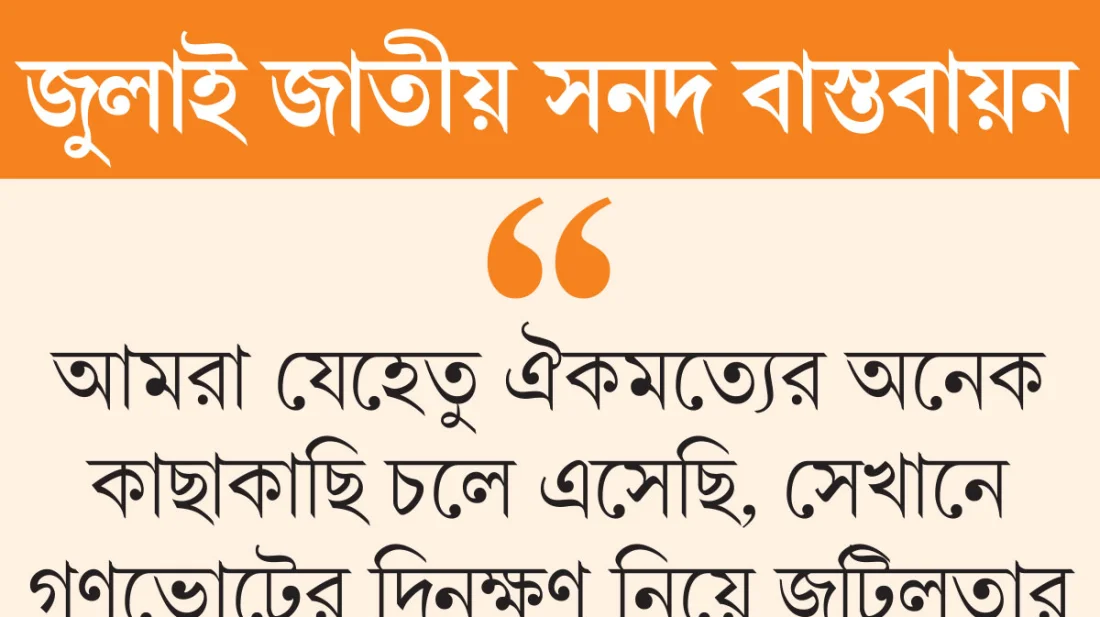 জুলাই জাতীয় সনদ বাস্তবায়ন
“
আমরা যেহেতু ঐকমত্যের অনেক
কাছাকাছি চলে এসেছি, সেখানে
গণভোটের দিনক্ষণ নিয়ে জটিলতার